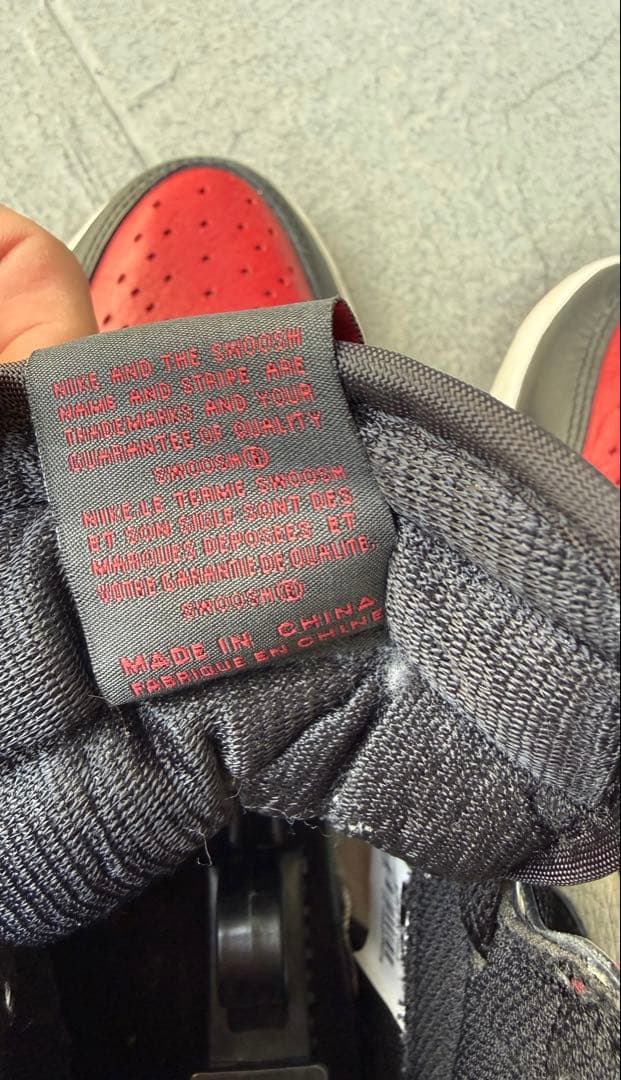 NIKE AND THE SWOOSH
NAME AND STRIPE ARE
TRADEMARKS AND YOUR
GUARANTEE OF QUALITY
SWOOSH®
NIKE.LE TERME SWOOSH
ET SON SIGLE SONT DES
MARQUES DEPOSEES ET
VOTRE GARANTIE DE QUALITE.
SWOOSH®
MADE IN CHINA
FABRIQUE EN CHINE